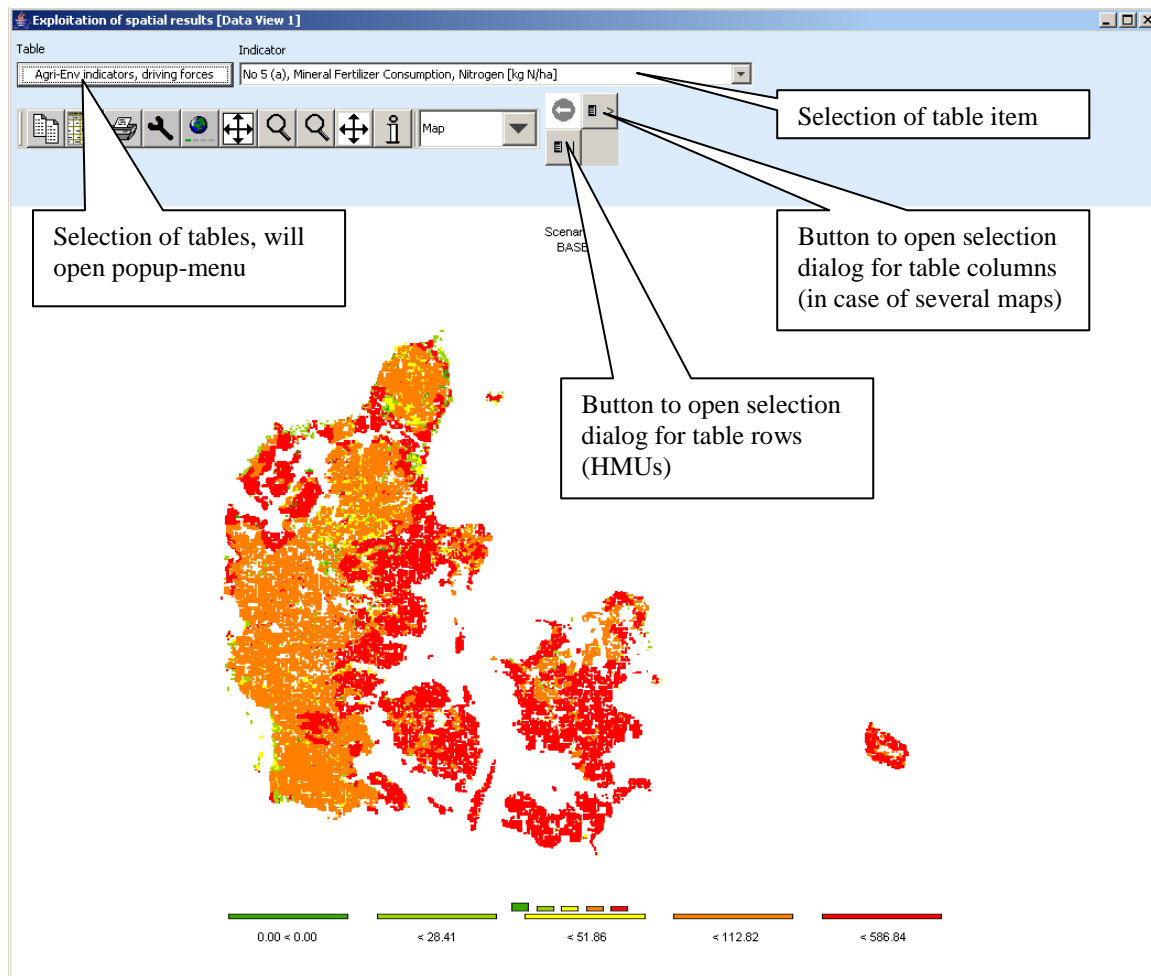 Exploitation of spatial results [Data View 1]
Table
Indicator
Agri-Env indicators, driving forces
No 5 (a), Mineral Fertilizer Consumption, Nitrogen [kg N/ha]
Map
Selection of table item
Selection of tables, will
open popup-menu
Button to open selection
dialog for table columns
(in case of several maps)
BASE
Button to open selection
dialog for table rows
(HMUs)
0.00 < 0.00
< 28.41
< 51.86
< 112.82
< 586.84